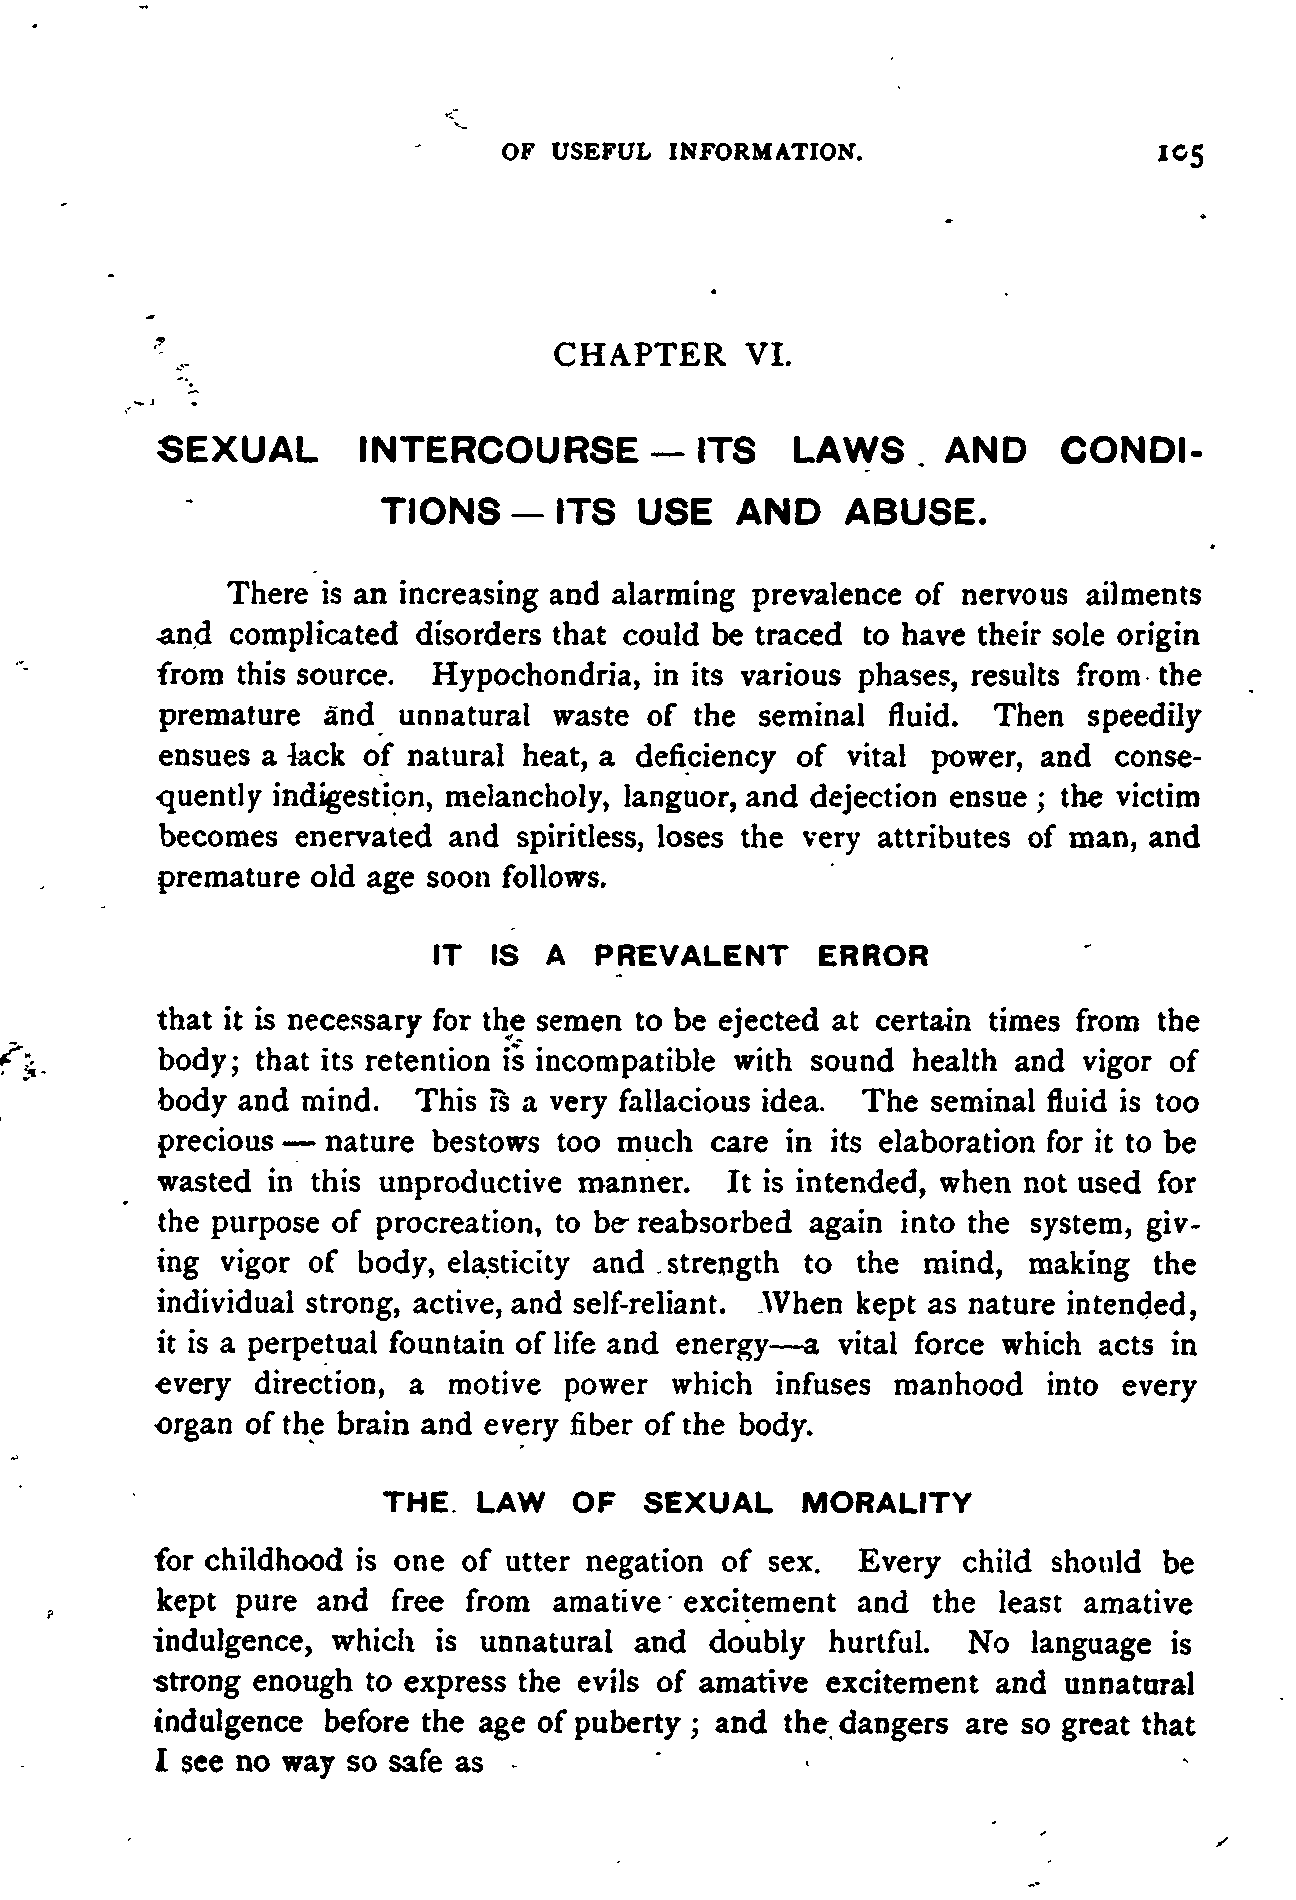 OF USEFUL INFORMATION. 105
CHAPTER VI.
SEXUAL INTERCOURSE — ITS LAWS AND CONDI-
TIONS — ITS USE AND ABUSE.
There is an increasing and alarming prevalence of nervous ailments
and complicated disorders that could be traced to have their sole origin
from this source. Hypochondria, in its various phases, results from the
premature and unnatural waste of the seminal fluid. Then speedily
ensues a lack of natural heat, a deficiency of vital power, and conse-
quently indigestion, melancholy, languor, and dejection ensue ; the victim
becomes enervated and spiritless, loses the very attributes of man, and
premature old age soon follows.
IT IS A PREVALENT ERROR
that it is necessary for the semen to be ejected at certain times from the
body; that its retention is incompatible with sound health and vigor of
body and mind. This is a very fallacious idea. The seminal fluid is too
precious — nature bestows too much care in its elaboration for it to be
wasted in this unproductive manner. It is intended, when not used for
the purpose of procreation, to be reabsorbed again into the system, giv-
ing vigor of body, elasticity and strength to the mind, making the
individual strong, active, and self-reliant. When kept as nature intended,
it is a perpetual fountain of life and energy—a vital force which acts in
every direction, a motive power which infuses manhood into every
organ of the brain and every fiber of the body.
THE LAW OF SEXUAL MORALITY
for childhood is one of utter negation of sex. Every child should be
kept pure and free from amative excitement and the least amative
indulgence, which is unnatural and doubly hurtful. No language is
strong enough to express the evils of amative excitement and unnatural
indulgence before the age of puberty ; and the dangers are so great that
I see no way so safe as